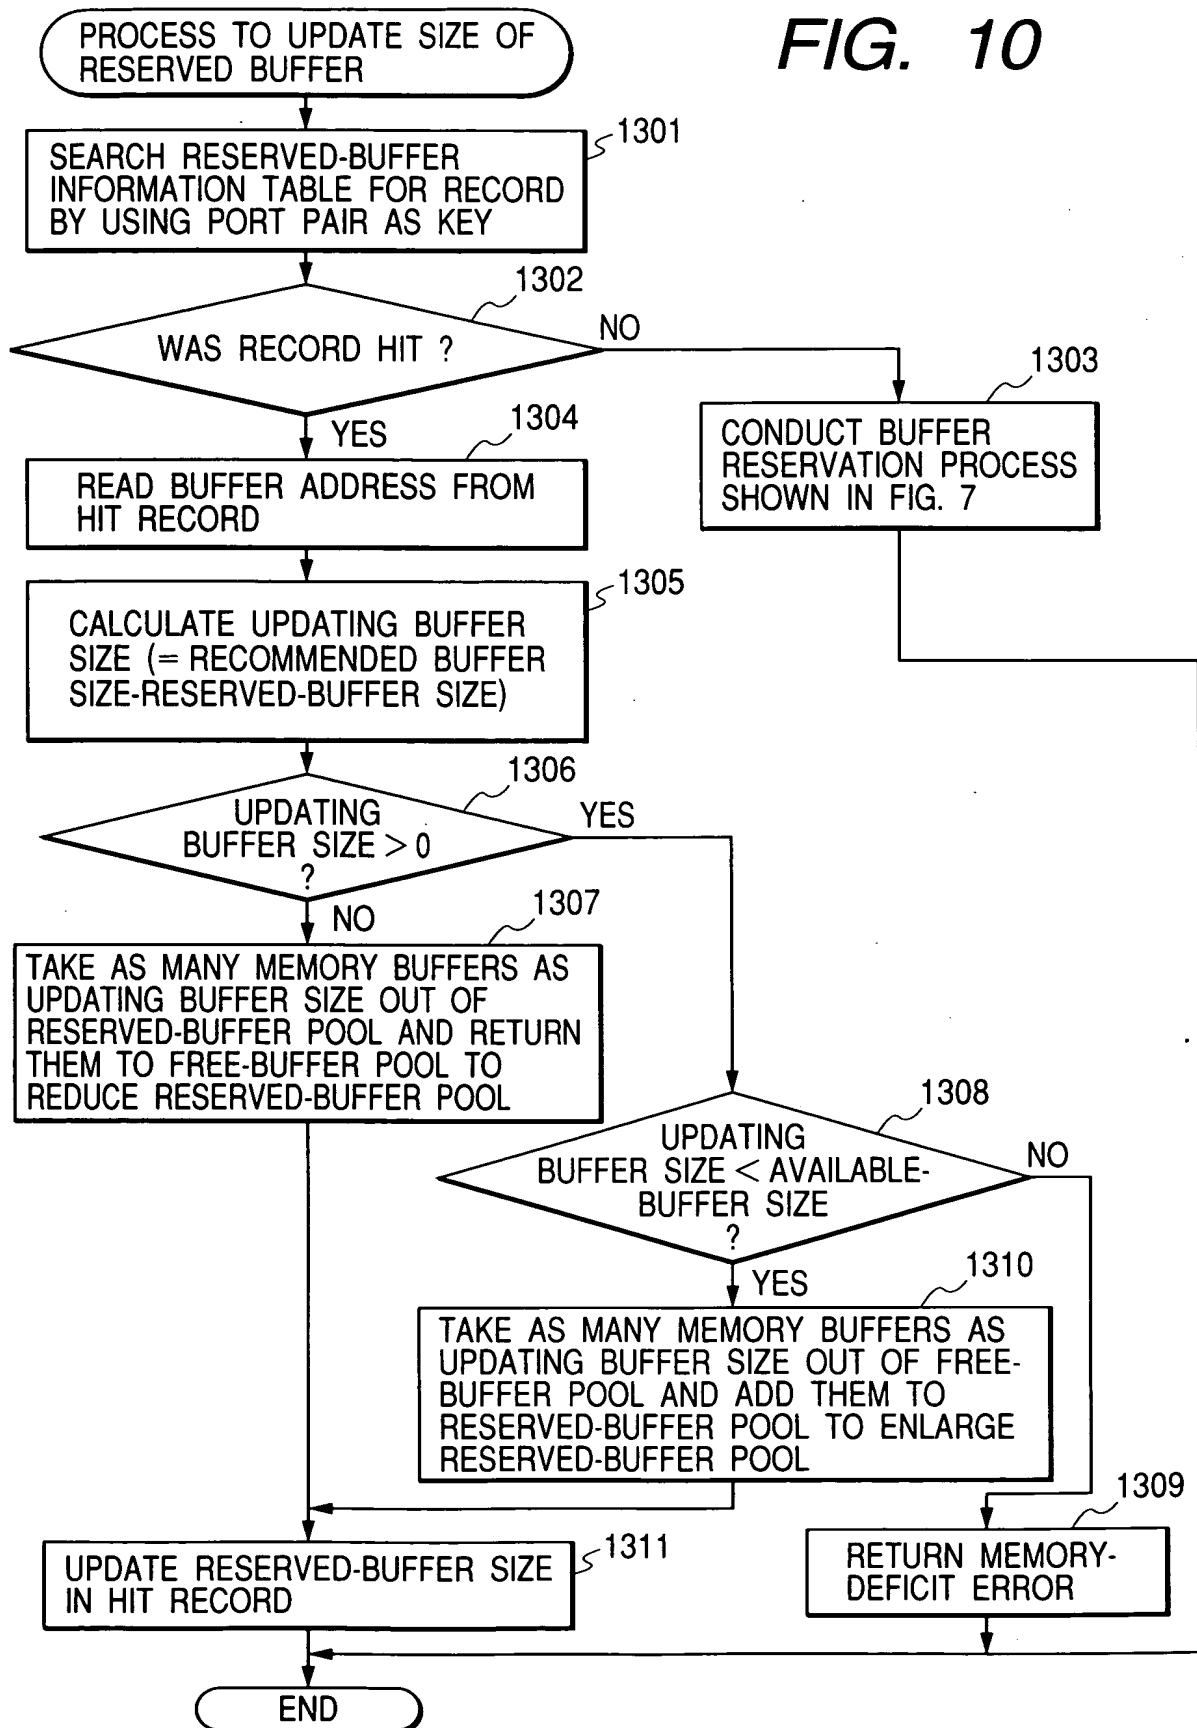 FIG. 10
PROCESS TO UPDATE SIZE OF
RESERVED BUFFER
1301
SEARCH RESERVED-BUFFER
INFORMATION TABLE FOR RECORD
BY USING PORT PAIR AS KEY
1302
WAS RECORD HIT ?
NO
1303
CONDUCT BUFFER
RESERVATION PROCESS
SHOWN IN FIG. 7
YES
1304
READ BUFFER ADDRESS FROM
HIT RECORD
1305
CALCULATE UPDATING BUFFER
SIZE (= RECOMMENDED BUFFER
SIZE-RESERVED-BUFFER SIZE)
1306
UPDATING
BUFFER SIZE > 0
?
YES
NO
1307
TAKE AS MANY MEMORY BUFFERS AS
UPDATING BUFFER SIZE OUT OF
RESERVED-BUFFER POOL AND RETURN
THEM TO FREE-BUFFER POOL TO
REDUCE RESERVED-BUFFER POOL
1308
UPDATING
BUFFER SIZE < AVAILABLE-
BUFFER SIZE
?
NO
YES
1310
TAKE AS MANY MEMORY BUFFERS AS
UPDATING BUFFER SIZE OUT OF FREE-
BUFFER POOL AND ADD THEM TO
RESERVED-BUFFER POOL TO ENLARGE
RESERVED-BUFFER POOL
1309
RETURN MEMORY-
DEFICIT ERROR
1311
UPDATE RESERVED-BUFFER SIZE
IN HIT RECORD
END